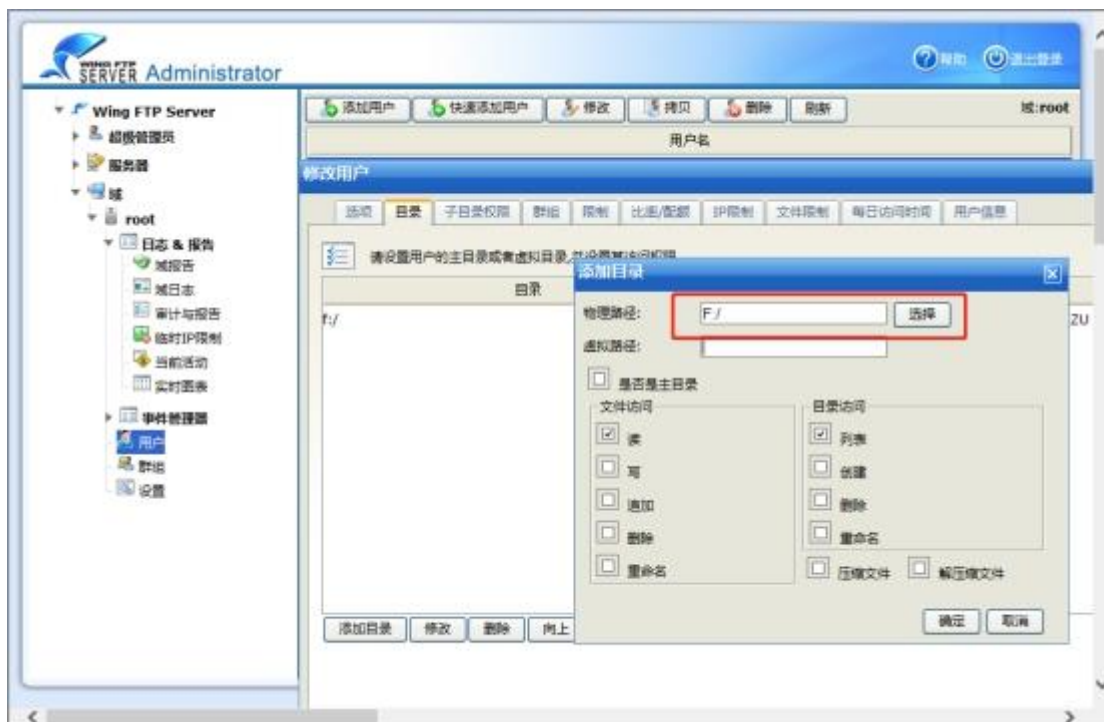 WING FTP
SERVER Administrator
帮助 退出登录
Wing FTP Server
超极管理员
服务器
域
root
日志 & 报告
域报告
域日志
审计与报告
临时IP限制
当前活动
实时图表
事件管理器
用户
群组
设置
添加用户 快速添加用户 修改 拷贝 删除 刷新 域:root
用户名
修改用户
选项 目录 子目录权限 群组 限制 比率/配额 IP限制 文件限制 每日访问时间 用户信息
请设置用户的主目录或者虚拟目录,并设置其访问权限
目录
f:/
ZU
添加目录 修改 删除 向上
添加目录
物理路径: F:/ 选择
虚拟路径:
是否是主目录
文件访问 目录访问
读 列表
写 创建
追加 删除
删除 重命名
重命名 压缩文件 解压缩文件
确定 取消